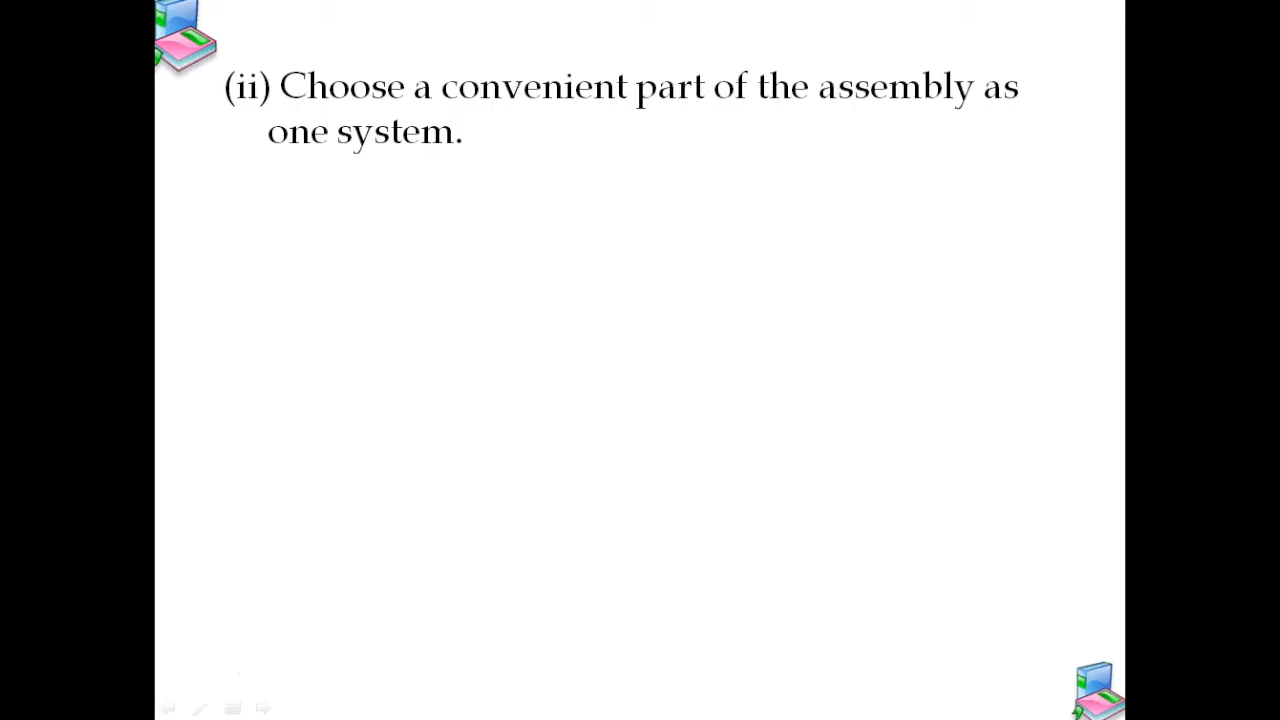 (ii) Choose a convenient part of the assembly as
one system.